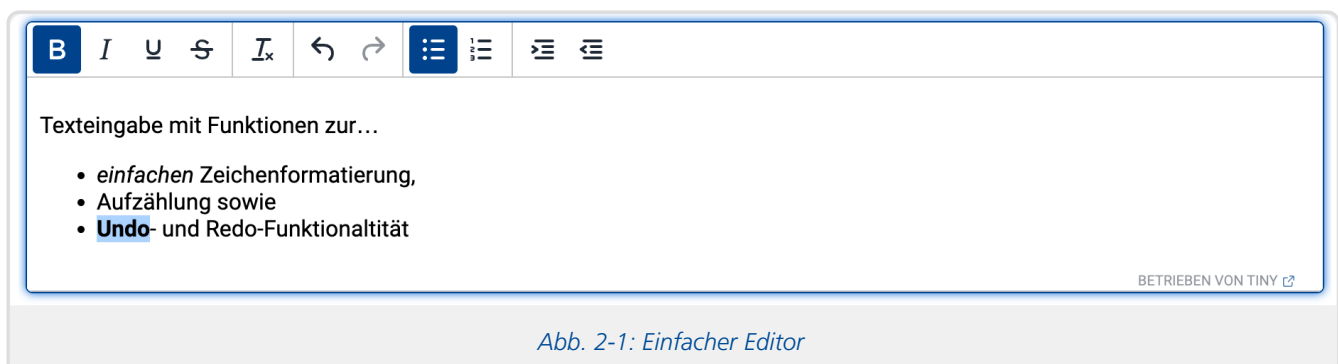 B I U S Tx
Texteingabe mit Funktionen zur…
• einfachen Zeichenformatierung,
• Aufzählung sowie
• Undo- und Redo-Funktionaltität
BETRIEBEN VON TINY
Abb. 2-1: Einfacher Editor